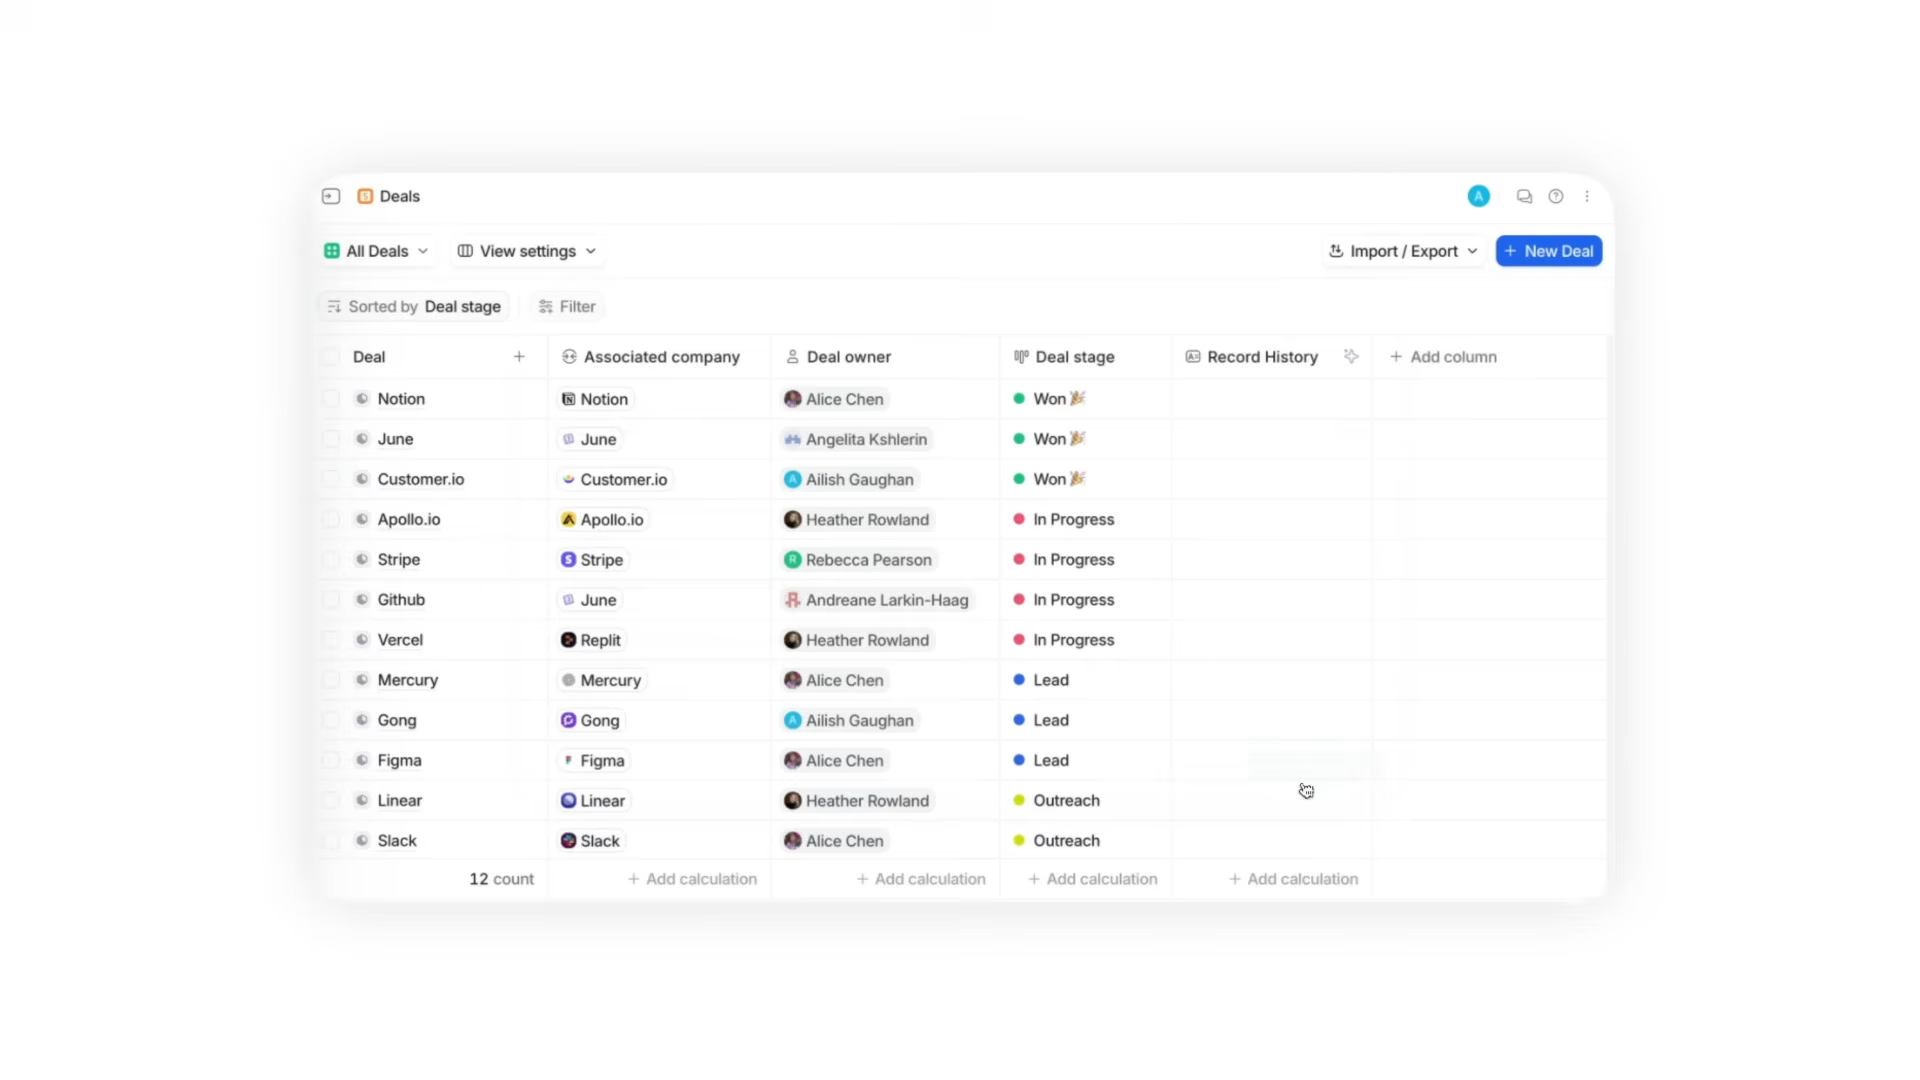 Deals
A
All Deals
View settings
Import / Export
+ New Deal
Sorted by Deal stage
Filter
Deal + Associated company Deal owner Deal stage Record History + Add column
Notion Notion Alice Chen Won 🎉
June June Angelita Kshlerin Won 🎉
Customer.io Customer.io A Ailish Gaughan Won 🎉
Apollo.io Apollo.io Heather Rowland In Progress
Stripe S Stripe R Rebecca Pearson In Progress
Github June Andreane Larkin-Haag In Progress
Vercel Replit Heather Rowland In Progress
Mercury Mercury Alice Chen Lead
Gong Gong A Ailish Gaughan Lead
Figma Figma Alice Chen Lead
Linear Linear Heather Rowland Outreach
Slack Slack Alice Chen Outreach
12 count + Add calculation + Add calculation + Add calculation + Add calculation